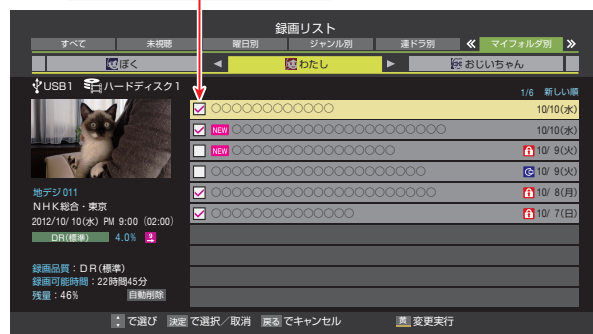 録画リスト
すべて 未視聴 曜日別 ジャンル別 連ドラ別 ≪ マイフォルダ別 ≫
ぼく ◀ わたし ▶ おじいちゃん
USB1 ハードディスク1
1/6 新しい順
○○○○○○○○○○○○ 10/10(水)
NEW ○○○○○○○○○○○○○○○○○○○○○ 10/10(水)
NEW ○○○○○○○○○○○○○○○○ 10/ 9(火)
○○○○○○○○○○○○○○○○○○○○○ 10/ 9(火)
○○○○○○○○○○○○○○○○○○○○○○ 10/ 8(月)
○○○○○○○○○○○○○○ 10/ 7(日)
地デジ011
NHK総合・東京
2012/10/10(水) PM 9:00 (02:00)
DR(標準) 4.0%
録画品質:DR(標準)
録画可能時間:22時間45分
残量:46% 自動削除
で選び 決定 で選択/取消 戻る でキャンセル 黄 変更実行